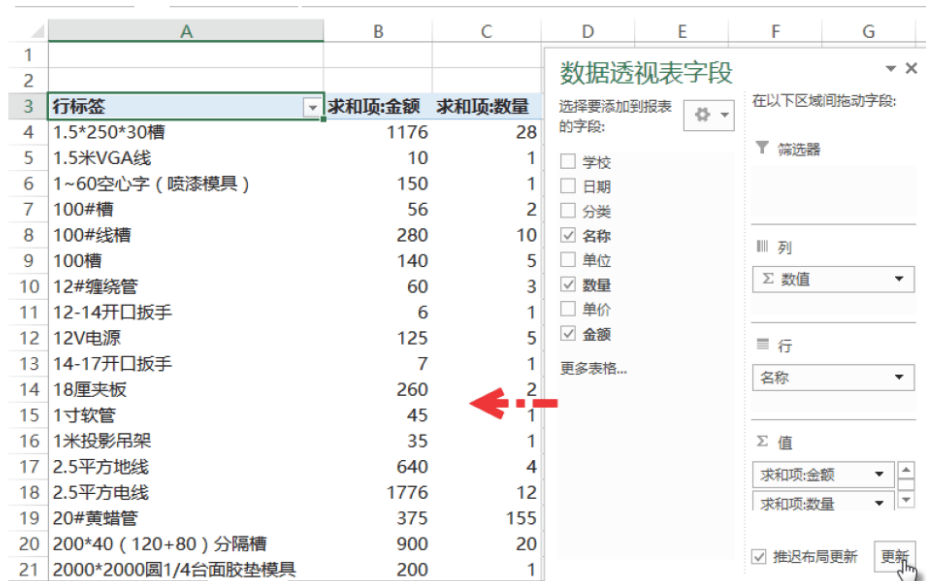 A B C D E F G
1
2
3 行标签 求和项:金额 求和项:数量
4 1.5*250*30槽 1176 28
5 1.5米VGA线 10 1
6 1~60空心字（喷漆模具） 150 1
7 100#槽 56 2
8 100#线槽 280 10
9 100槽 140 5
10 12#缠绕管 60 3
11 12-14开口扳手 6 1
12 12V电源 125 5
13 14-17开口扳手 7 1
14 18厘夹板 260 2
15 1寸软管 45 1
16 1米投影吊架 35 1
17 2.5平方地线 640 4
18 2.5平方电线 1776 12
19 20#黄蜡管 375 155
20 200*40（120+80）分隔槽 900 20
21 2000*2000圆1/4台面胶垫模具 200 1
数据透视表字段
选择要添加到报表
的字段:
学校
日期
分类
名称
单位
数量
单价
金额
更多表格...
在以下区域间拖动字段:
筛选器
列
Σ 数值
行
名称
Σ 值
求和项:金额
求和项:数量
推迟布局更新 更新